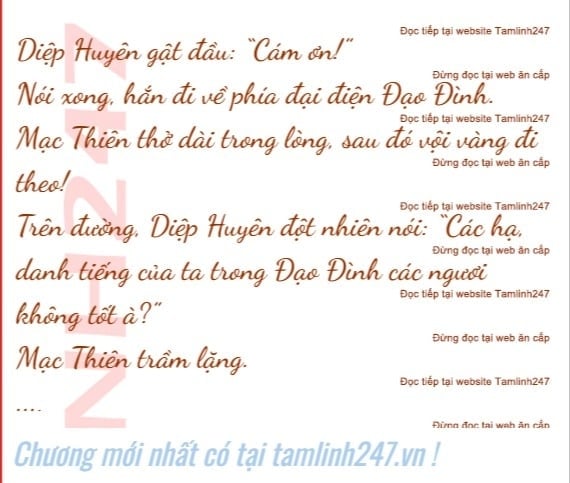 Đọc tiếp tại website Tamlinh247
Diệp Huyên gật đầu: “Cám ơn!”
Đừng đọc tại web ăn cắp
Nói xong, hắn đi về phía đại điện Đạo Đình.
Đọc tiếp tại website Tamlinh247
Mạc Thiên thở dài trong lòng, sau đó vội vàng đi
Đừng đọc tại web ăn cắp
theo!
Đọc tiếp tại website Tamlinh247
Trên đường, Diệp Huyên đột nhiên nói: “Các hạ,
Đừng đọc tại web ăn cắp
danh tiếng của ta trong Đạo Đình các ngươi
Đọc tiếp tại website Tamlinh247
không tốt à?”
Đừng đọc tại web ăn cắp
Mạc Thiên trầm lặng.
Đọc tiếp tại website Tamlinh247
....
Đừng đọc tại web ăn cắp
NH247
Chương mới nhất có tại tamlinh247.vn !